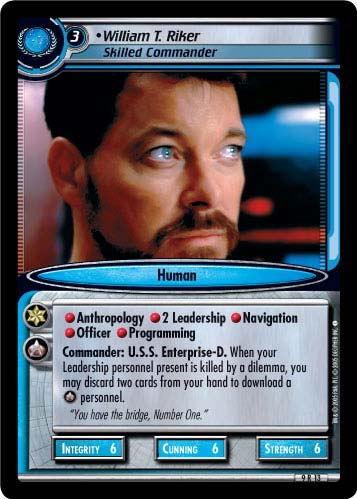 3 •William T. Riker
Skilled Commander
Human
•Anthropology •2 Leadership •Navigation
•Officer •Programming
Commander: U.S.S. Enterprise-D. When your
Leadership personnel present is killed by a dilemma, you
may discard two cards from your hand to download a
personnel.
"You have the bridge, Number One."
INTEGRITY 6 CUNNING 6 STRENGTH 6
9 R 13